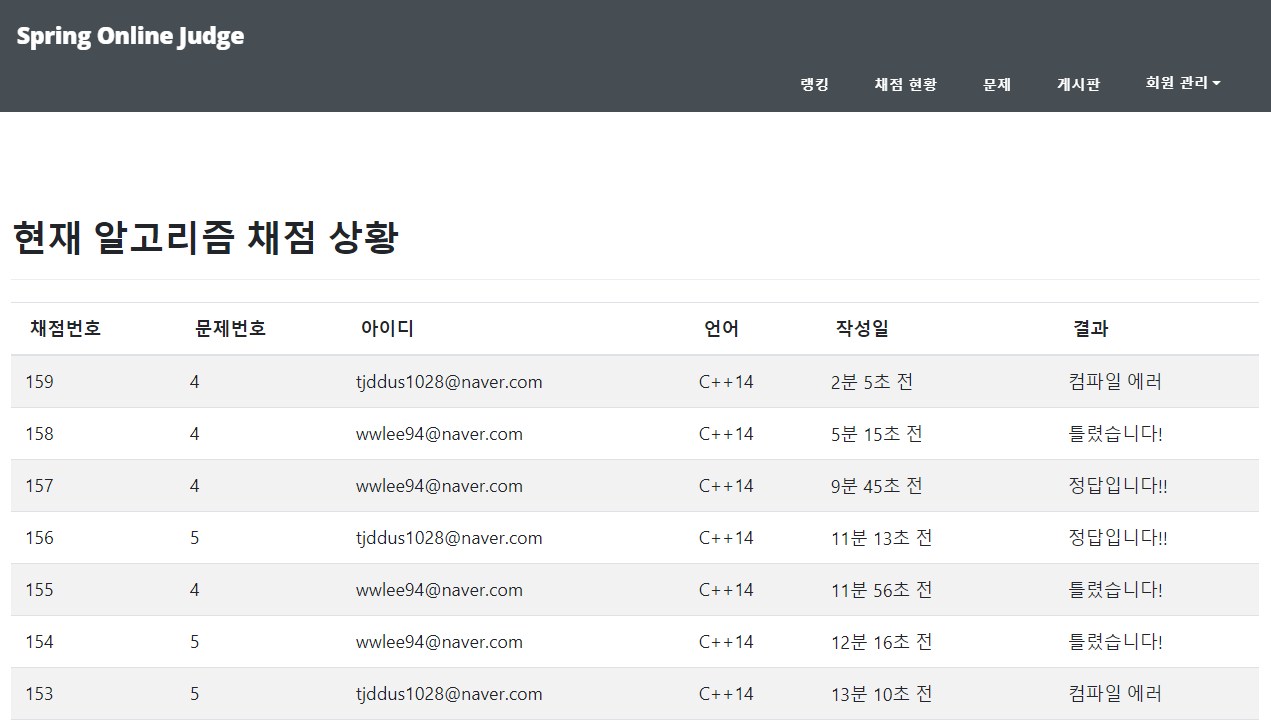 Spring Online Judge
랭킹 채점 현황 문제 게시판 회원 관리
현재 알고리즘 채점 상황
채점번호 문제번호 아이디 언어 작성일 결과
159 4 tjddus1028@naver.com C++14 2분 5초 전 컴파일 에러
158 4 wwlee94@naver.com C++14 5분 15초 전 틀렸습니다!
157 4 wwlee94@naver.com C++14 9분 45초 전 정답입니다!!
156 5 tjddus1028@naver.com C++14 11분 13초 전 정답입니다!!
155 4 wwlee94@naver.com C++14 11분 56초 전 틀렸습니다!
154 5 wwlee94@naver.com C++14 12분 16초 전 틀렸습니다!
153 5 tjddus1028@naver.com C++14 13분 10초 전 컴파일 에러